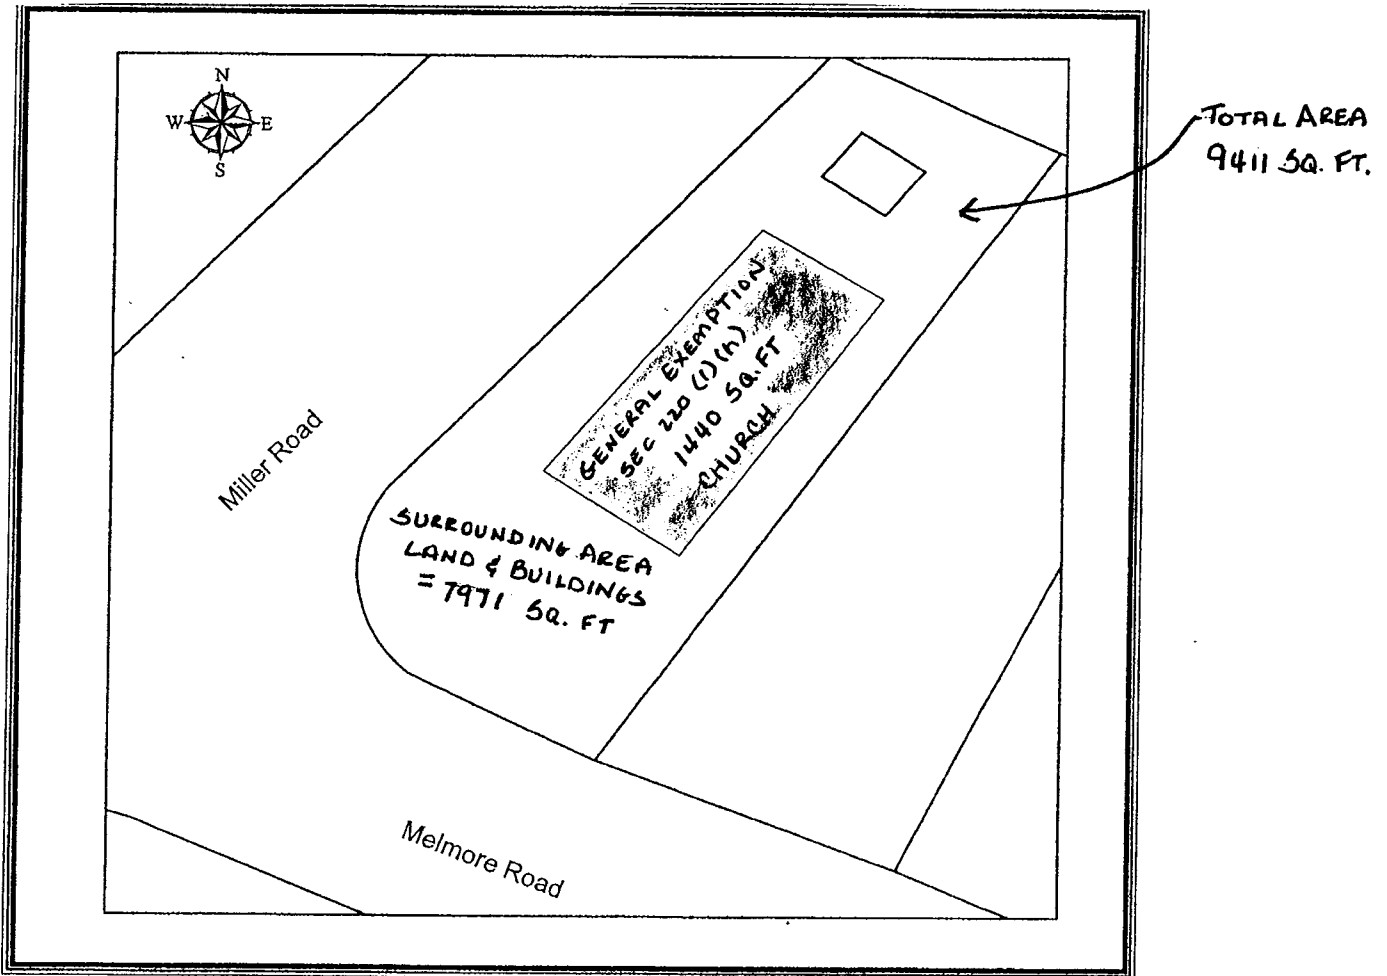 N
W E
S
TOTAL AREA
9411 SQ. FT.
GENERAL EXEMPTION
SEC 220 (1)(h)
1440 SQ. FT
CHURCH
Miller Road
SURROUNDING AREA
LAND & BUILDINGS
= 7971 SQ. FT
Melmore Road